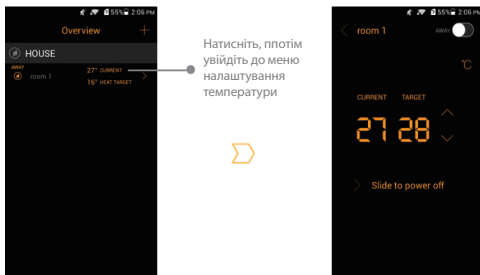 55% 2:06 PM
Overview
HOUSE
AWAY
room 1
27° CURRENT
16° HEAT TARGET
Натисніть, ппотім
увійдіть до меню
налаштування
температури
55% 2:06 PM
room 1
AWAY
°C
CURRENT TARGET
27 28
Slide to power off